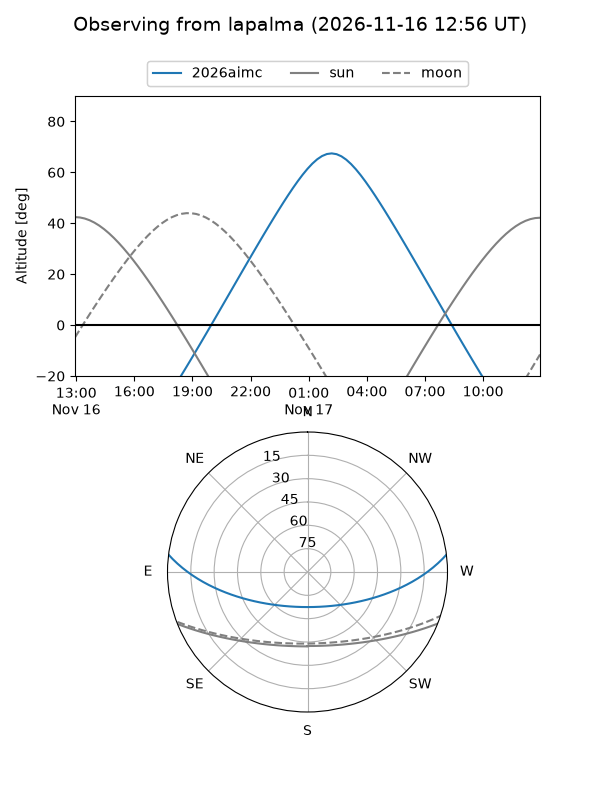 Observing from lapalma (2026-11-16 12:56 UT)
2026aimc sun moon
Altitude [deg]
80
60
40
20
0
−20
13:00 16:00 19:00 22:00 01:00 04:00 07:00 10:00
Nov 16 Nov 17
N
NE NW
15
30
45
60
75
E W
SE SW
S